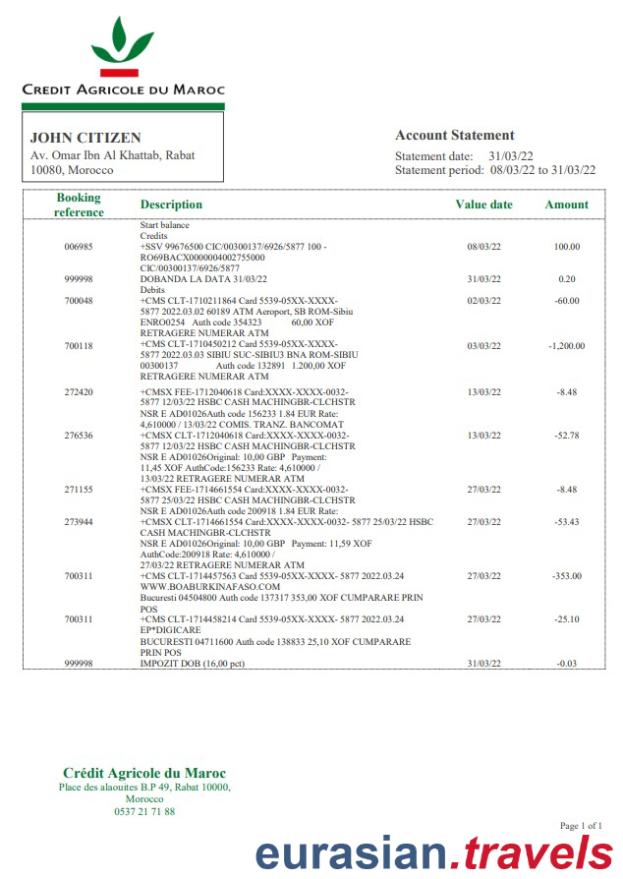 CREDIT AGRICOLE DU MAROC
JOHN CITIZEN
Av. Omar Ibn Al Khattab, Rabat
10080, Morocco
Account Statement
Statement date: 31/03/22
Statement period: 08/03/22 to 31/03/22
Booking reference Description Value date Amount
Start balance
Credits
006985 +SSV 99676500 CIC/00300137/6926/5877 100 - 08/03/22 100.00
RO69BACX0000004002755000
CIC/00300137/6926/5877
999998 DOBANDA LA DATA 31/03/22 31/03/22 0.20
Debits
700048 +CMS CLT-1710211864 Card 5539-05XX-XXXX- 02/03/22 -60.00
5877 2022.03.02 60189 ATM Aeroport, SB ROM-Sibiu
ENRO0254 Auth code 354323 60,00 XOF
RETRAGERE NUMERAR ATM
700118 +CMS CLT-1710450212 Card 5539-05XX-XXXX- 03/03/22 -1,200.00
5877 2022.03.03 SIBIU SUC-SIBIU3 BNA ROM-SIBIU
00300137 Auth code 132891 1.200,00 XOF
RETRAGERE NUMERAR ATM
272420 +CMSX FEE-1712040618 Card:XXXX-XXXX-0032- 13/03/22 -8.48
5877 12/03/22 HSBC CASH MACHINGBR-CLCHSTR
NSR E AD01026Auth code 156233 1.84 EUR Rate:
4,610000 / 13/03/22 COMIS. TRANZ. BANCOMAT
276536 +CMSX CLT-1712040618 Card:XXXX-XXXX-0032- 13/03/22 -52.78
5877 12/03/22 HSBC CASH MACHINGBR-CLCHSTR
NSR E AD01026Original: 10,00 GBP Payment:
11,45 XOF AuthCode:156233 Rate: 4,610000 /
13/03/22 RETRAGERE NUMERAR ATM
271155 +CMSX FEE-1714661554 Card:XXXX-XXXX-0032- 27/03/22 -8.48
5877 25/03/22 HSBC CASH MACHINGBR-CLCHSTR
NSR E AD01026Auth code 200918 1.84 EUR Rate:
273944 +CMSX CLT-1714661554 Card:XXXX-XXXX-0032- 5877 25/03/22 HSBC 27/03/22 -53.43
CASH MACHINGBR-CLCHSTR
NSR E AD01026Original: 10,00 GBP Payment: 11,59 XOF
AuthCode:200918 Rate: 4,610000 /
27/03/22 RETRAGERE NUMERAR ATM
700311 +CMS CLT-1714457563 Card 5539-05XX-XXXX- 5877 2022.03.24 27/03/22 -353.00
WWW.BOABURKINAFASO.COM
Bucuresti 04504800 Auth code 137317 353,00 XOF CUMPARARE PRIN
POS
700311 +CMS CLT-1714458214 Card 5539-05XX-XXXX- 5877 2022.03.24 27/03/22 -25.10
EP*DIGICARE
BUCURESTI 04711600 Auth code 138833 25,10 XOF CUMPARARE
PRIN POS
999998 IMPOZIT DOB (16,00 pct) 31/03/22 -0.03
Crédit Agricole du Maroc
Place des alaouites B.P 49, Rabat 10000,
Morocco
0537 21 71 88
Page 1 of 1
eurasian.travels